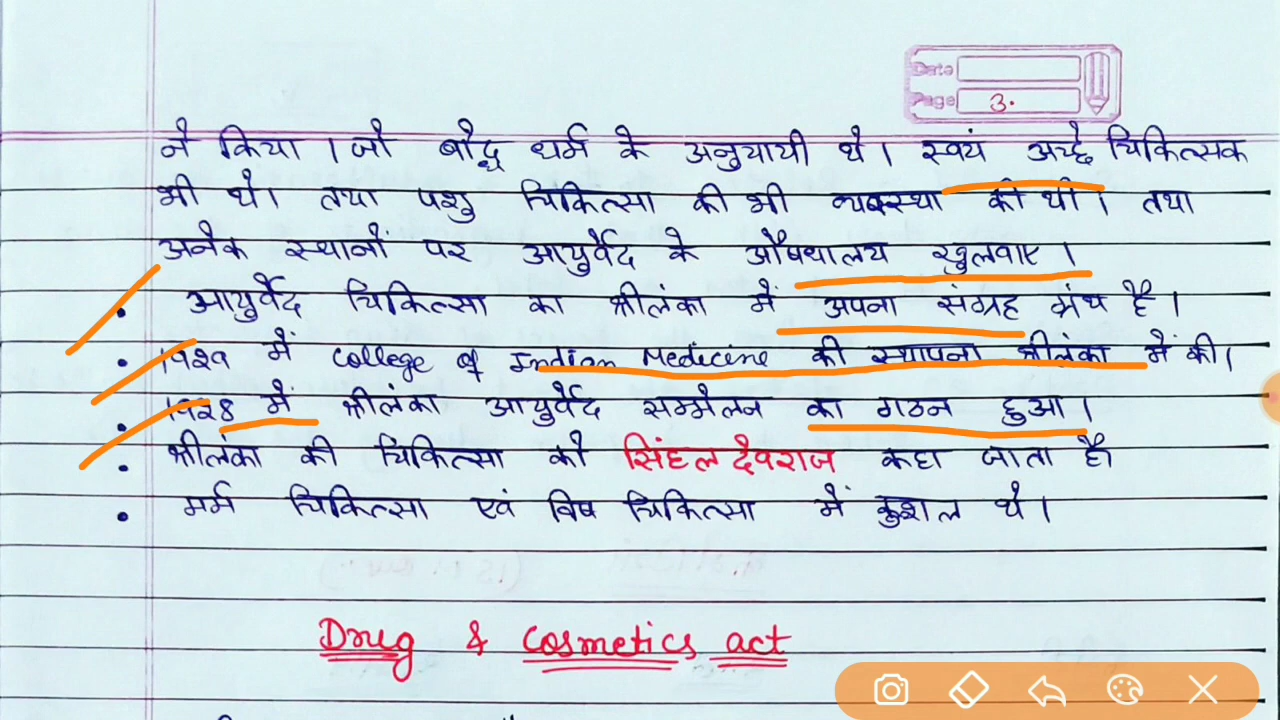 Date
Page 3.
ने किया । जो बौद्ध धर्म के अनुयायी थे। स्वयं अच्छे चिकित्सक
भी थे। तथा पशु चिकित्सा की भी व्यवस्था की थी। तथा
अनेक स्थानों पर आयुर्वेद के औषधालय खुलवाए ।
• आयुर्वेद चिकित्सा का श्रीलंका में अपना संग्रह ग्रंथ है ।
• १९२९ में college of Indian Medicine की स्थापना श्रीलंका में की।
• १९२8 में श्रीलंका आयुर्वेद सम्मेलन का गठन हुआ ।
• श्रीलंका की चिकित्सा को सिंहल देवराज कहा जाता है
• मर्म चिकित्सा एवं विष चिकित्सा में कुशल थे ।
Drug & Cosmetics act